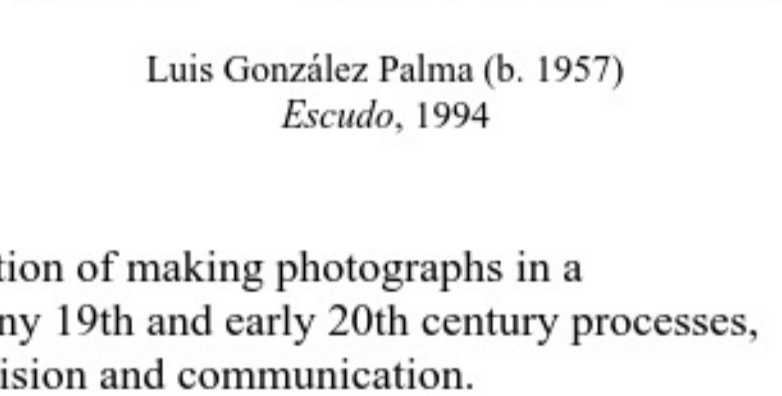 Luis González Palma (b. 1957)
Escudo, 1994
tion of making photographs in a
ny 19th and early 20th century processes,
ision and communication.